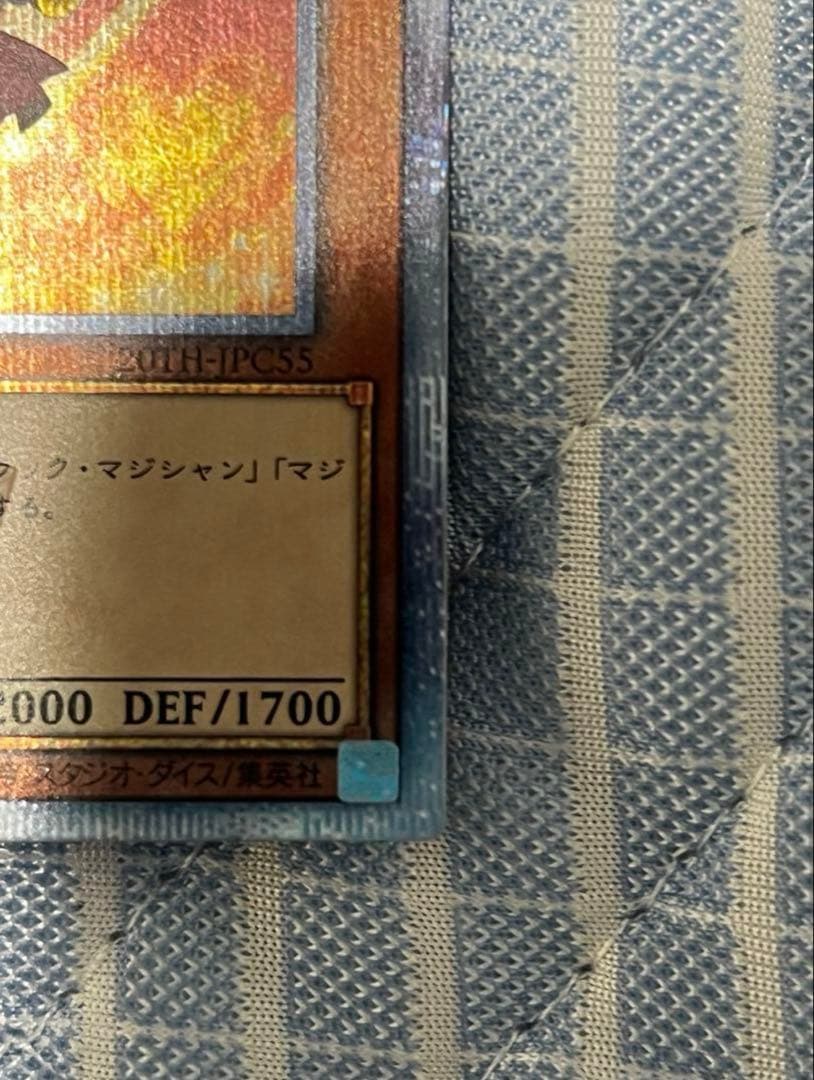 20TH-JPC55
ック・マジシャン」「マジ
する。
2000 DEF/1700
スタジオ・ダイス/集英社